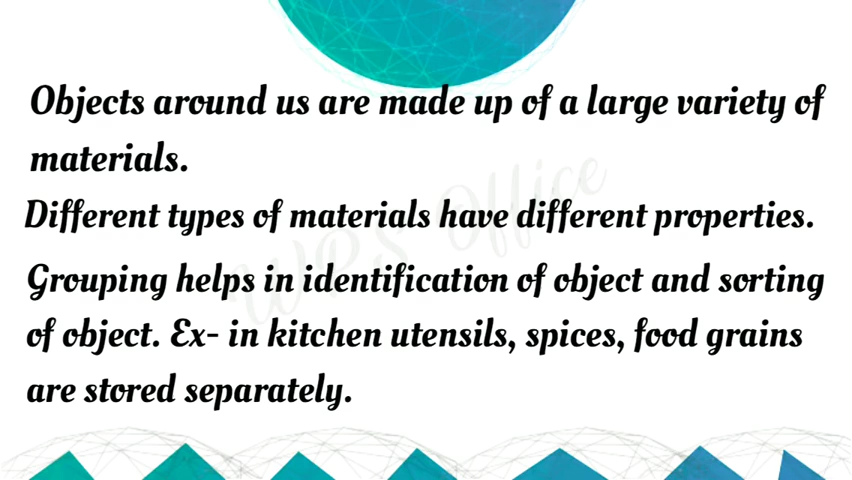 Objects around us are made up of a large variety of
materials.
Different types of materials have different properties.
Grouping helps in identification of object and sorting
of object. Ex- in kitchen utensils, spices, food grains
are stored separately.
WPS Office